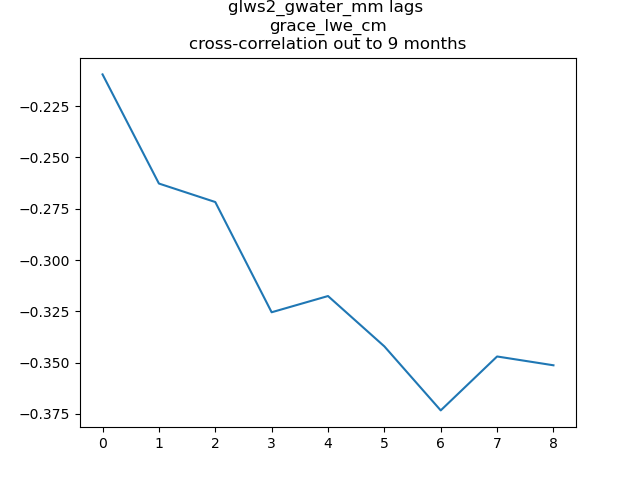 glws2_gwater_mm lags
grace_lwe_cm
cross-correlation out to 9 months
−0.225
−0.250
−0.275
−0.300
−0.325
−0.350
−0.375
0 1 2 3 4 5 6 7 8